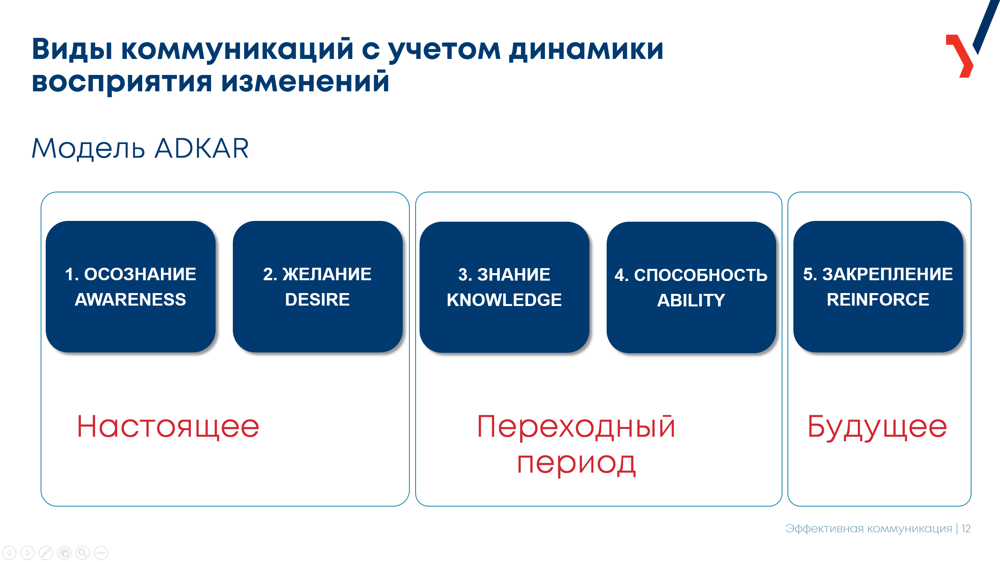 Виды коммуникаций с учетом динамики
восприятия изменений
Модель ADKAR
1. ОСОЗНАНИЕ
AWARENESS
2. ЖЕЛАНИЕ
DESIRE
3. ЗНАНИЕ
KNOWLEDGE
4. СПОСОБНОСТЬ
ABILITY
5. ЗАКРЕПЛЕНИЕ
REINFORCE
Настоящее
Переходный
период
Будущее
Эффективная коммуникация | 12